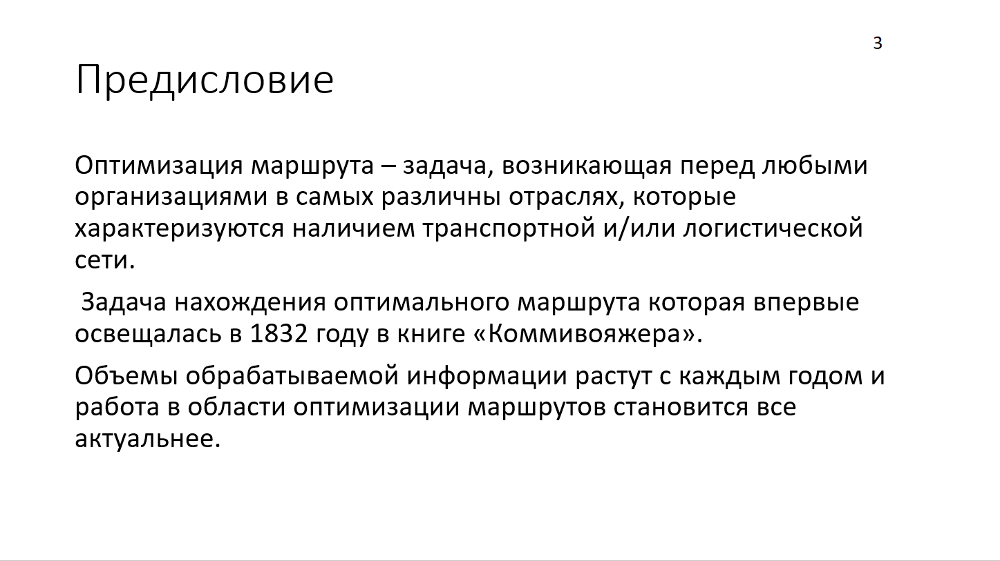 3
Предисловие
Оптимизация маршрута – задача, возникающая перед любыми
организациями в самых различны отраслях, которые
характеризуются наличием транспортной и/или логистической
сети.
Задача нахождения оптимального маршрута которая впервые
освещалась в 1832 году в книге «Коммивояжера».
Объемы обрабатываемой информации растут с каждым годом и
работа в области оптимизации маршрутов становится все
актуальнее.